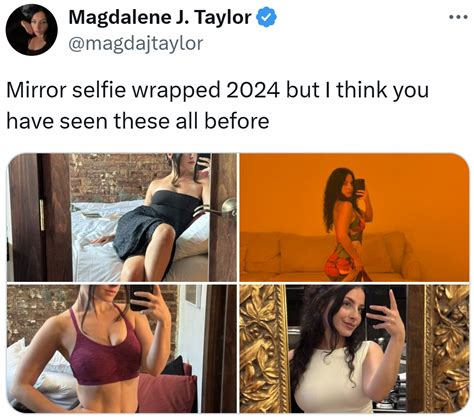 Magdalene J. Taylor
@magdajtaylor
Mirror selfie wrapped 2024 but I think you
have seen these all before